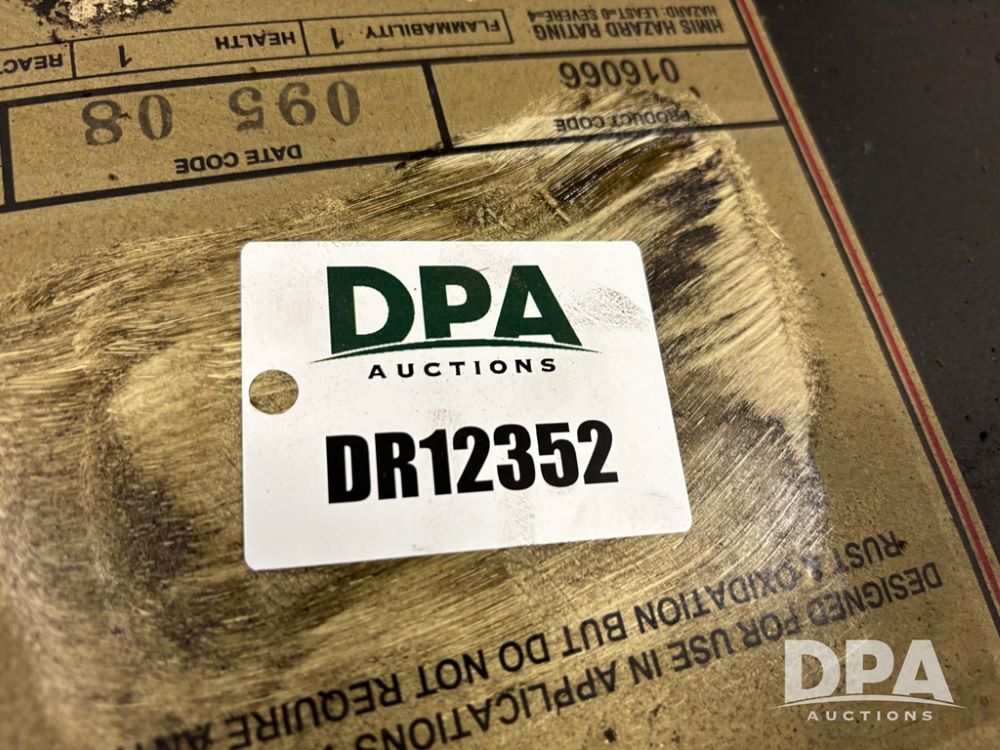 DPA
AUCTIONS
DR12352
DESIGNED FOR USE IN APPLICATIONS
RUST & OXIDATION BUT DO NOT REQUIRE
PRODUCT CODE
016066
DATE CODE
095 08
HMIS HAZARD RATING
HAZARD: LEAST=0 SEVERE=4
FLAMMABILITY 1
HEALTH 1
DPA
AUCTIONS